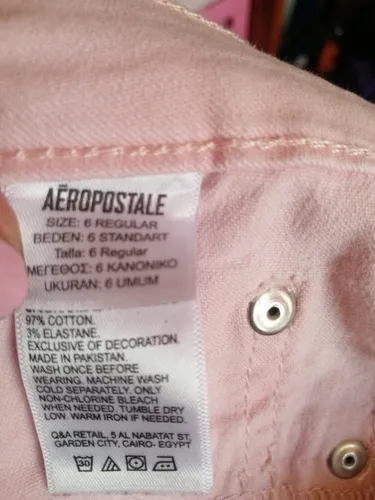 AĒROPOSTALE
SIZE: 6 REGULAR
BEDEN: 6 STANDART
Talla: 6 Regular
ΜΕΓΕΘΟΣ: 6 ΚΑΝΟΝΙΚΟ
UKURAN: 6 UMUM
97% COTTON.
3% ELASTANE.
EXCLUSIVE OF DECORATION.
MADE IN PAKISTAN.
WASH ONCE BEFORE
WEARING. MACHINE WASH
COLD SEPARATELY. ONLY
NON-CHLORINE BLEACH
WHEN NEEDED. TUMBLE DRY
LOW. WARM IRON IF NEEDED.
Q&A RETAIL, 5 AL NABATAT ST,
GARDEN CITY, CAIRO- EGYPT
30